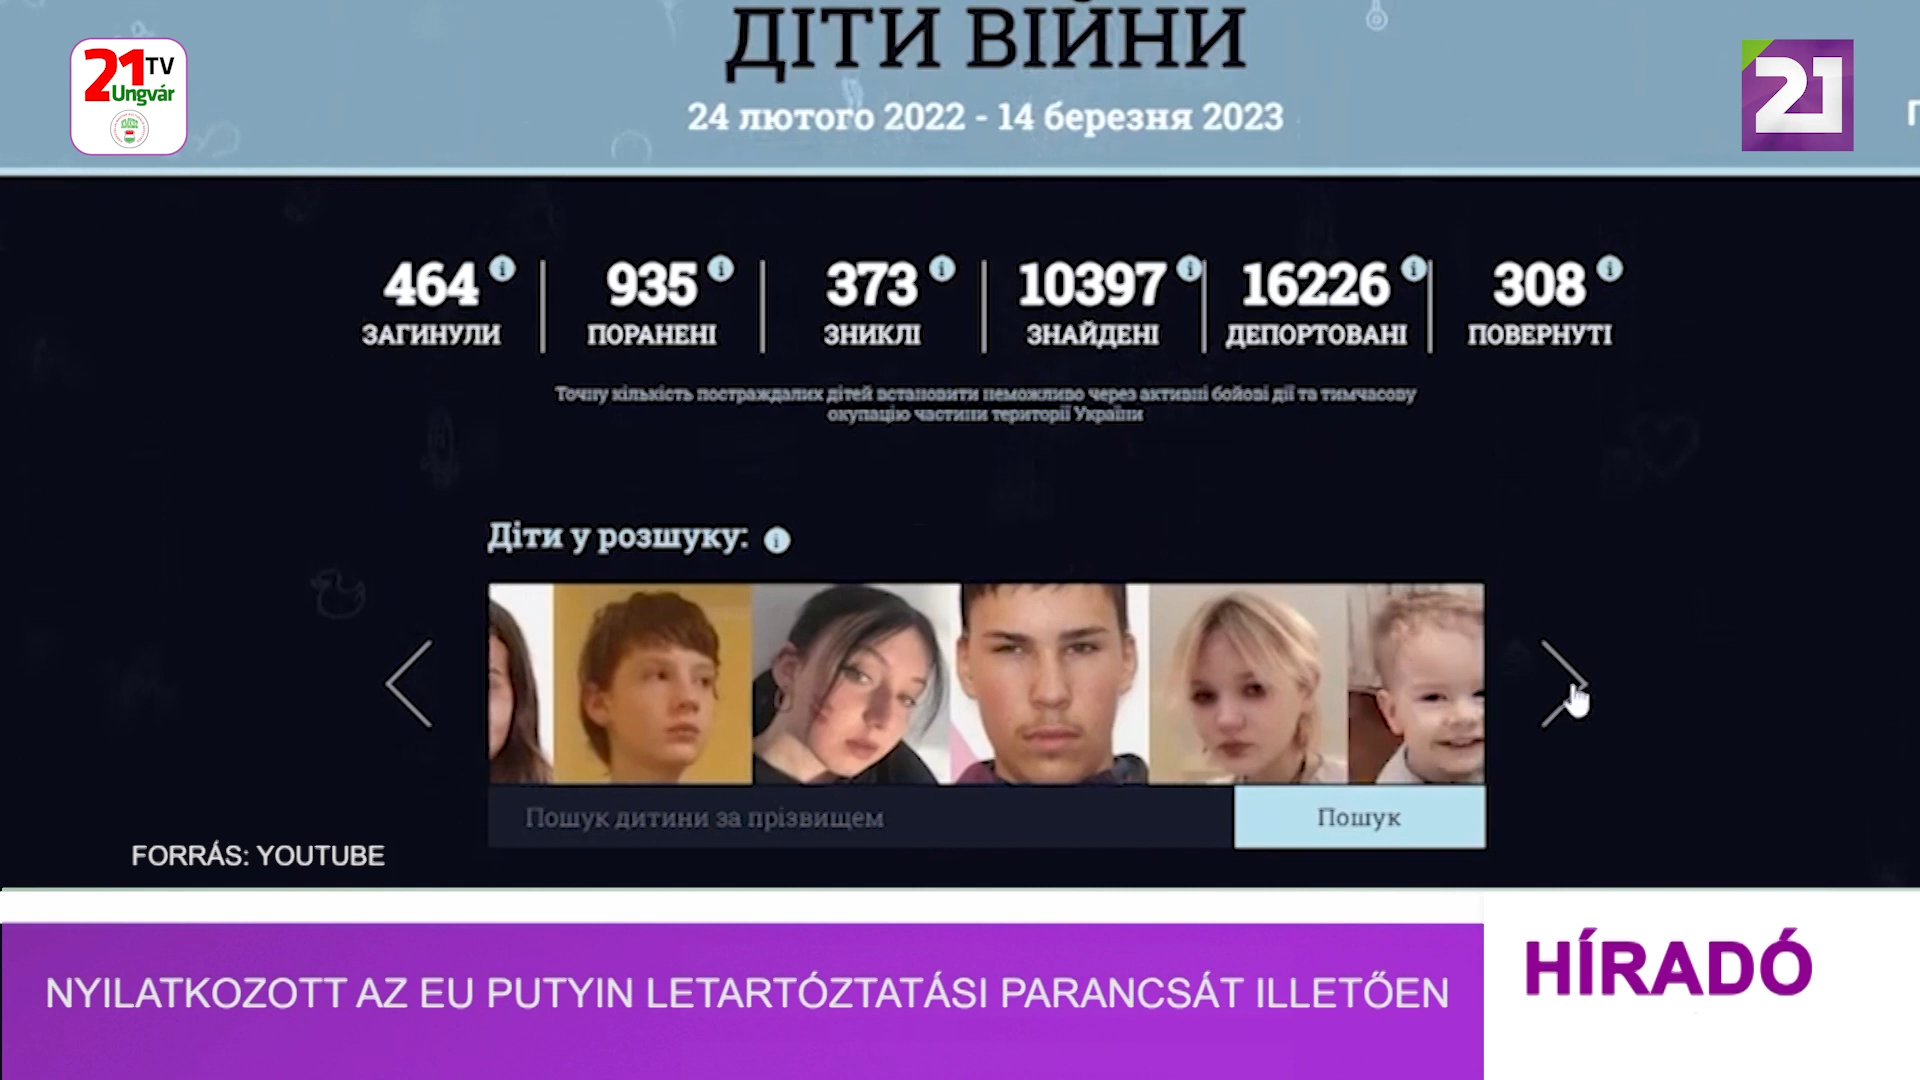 ДІТИ ВІЙНИ
21 TV
Ungvár
21
24 лютого 2022 - 14 березня 2023
464 935 373 10397 16226 308
ЗАГИНУЛИ ПОРАНЕНІ ЗНИКЛІ ЗНАЙДЕНІ ДЕПОРТОВАНІ ПОВЕРНУТІ
Точну кількість постраждалих дітей встановити неможливо через активні бойові дії та тимчасову
окупацію частини території України
Діти у розшуку:
Пошук дитини за прізвищем Пошук
FORRÁS: YOUTUBE
NYILATKOZOTT AZ EU PUTYIN LETARTÓZTATÁSI PARANCSÁT ILLETŐEN
HÍRADÓ